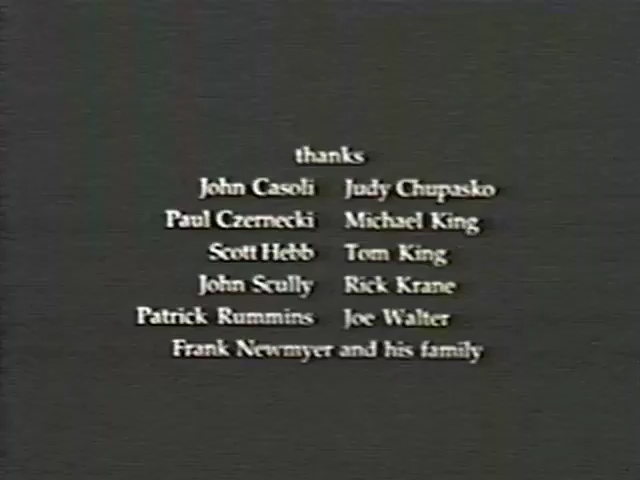 thanks
John Casoli Judy Chupasko
Paul Czernecki Michael King
Scott Hebb Tom King
John Scully Rick Krane
Patrick Rummins Joe Walter
Frank Newmyer and his family